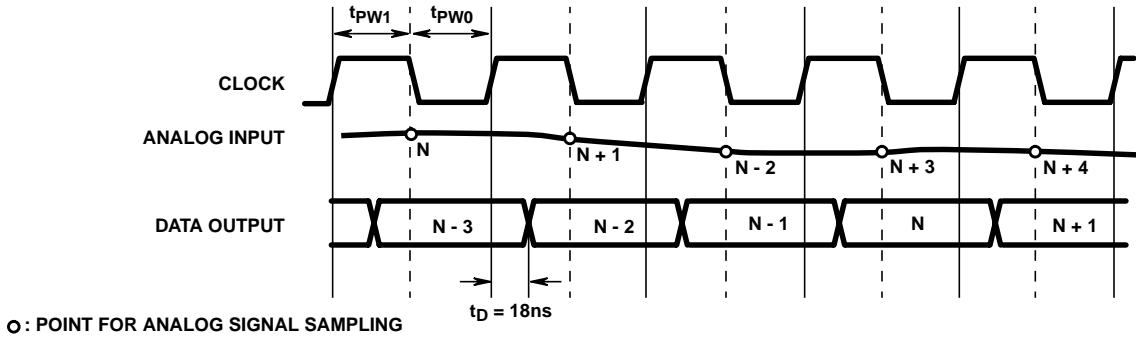 tPW1 tPW0
CLOCK
ANALOG INPUT
N N + 1 N - 2 N + 3 N + 4
DATA OUTPUT N - 3 N - 2 N - 1 N N + 1
tD = 18ns
: POINT FOR ANALOG SIGNAL SAMPLING